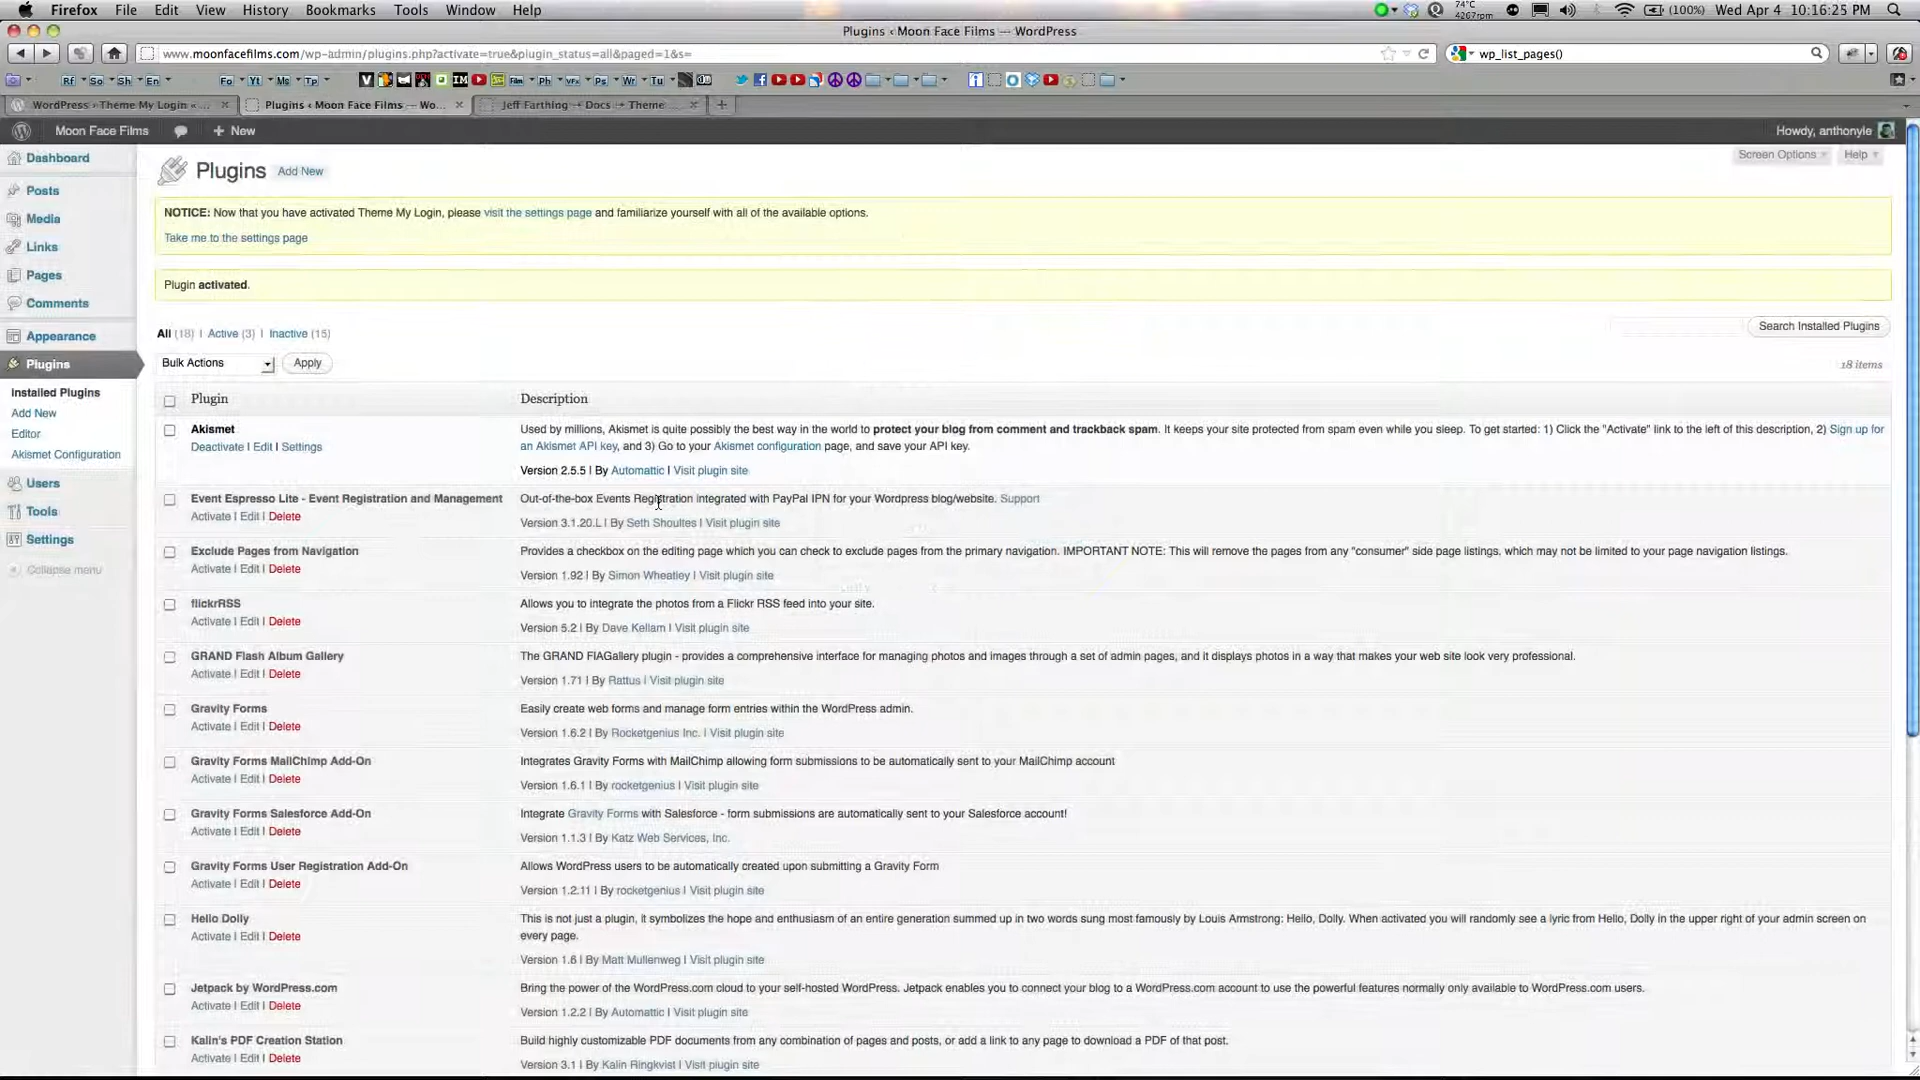 Firefox File Edit View History Bookmarks Tools Window Help 74°C 4267rpm (100%) Wed Apr 4 10:16:25 PM
Plugins ‹ Moon Face Films — WordPress
www.moonfacefilms.com/wp-admin/plugins.php?activate=true&plugin_status=all&paged=1&s= wp_list_pages()
Rf So Sh En Fo Yt Ms Tp Film Ph VFx Ps Wr Tu
WordPress › Theme My Login « ... Plugins ‹ Moon Face Films — Wo... Jeff Farthing → Docs → Theme ...
Moon Face Films + New Howdy, anthonyle
Screen Options Help
Dashboard
Posts
Media
Links
Pages
Comments
Appearance
Plugins
Installed Plugins
Add New
Editor
Akismet Configuration
Users
Tools
Settings
Collapse menu
Plugins Add New
NOTICE: Now that you have activated Theme My Login, please visit the settings page and familiarize yourself with all of the available options.
Take me to the settings page
Plugin activated.
All (18) | Active (3) | Inactive (15) Search Installed Plugins
Bulk Actions Apply 18 items
Plugin Description
Akismet
Deactivate | Edit | Settings
Used by millions, Akismet is quite possibly the best way in the world to protect your blog from comment and trackback spam. It keeps your site protected from spam even while you sleep. To get started: 1) Click the "Activate" link to the left of this description, 2) Sign up for
an Akismet API key, and 3) Go to your Akismet configuration page, and save your API key.
Version 2.5.5 | By Automattic | Visit plugin site
Event Espresso Lite - Event Registration and Management
Activate | Edit | Delete
Out-of-the-box Events Registration integrated with PayPal IPN for your Wordpress blog/website. Support
Version 3.1.20.L | By Seth Shoultes | Visit plugin site
Exclude Pages from Navigation
Activate | Edit | Delete
Provides a checkbox on the editing page which you can check to exclude pages from the primary navigation. IMPORTANT NOTE: This will remove the pages from any "consumer" side page listings, which may not be limited to your page navigation listings.
Version 1.92 | By Simon Wheatley | Visit plugin site
flickrRSS
Activate | Edit | Delete
Allows you to integrate the photos from a Flickr RSS feed into your site.
Version 5.2 | By Dave Kellam | Visit plugin site
GRAND Flash Album Gallery
Activate | Edit | Delete
The GRAND FlAGallery plugin - provides a comprehensive interface for managing photos and images through a set of admin pages, and it displays photos in a way that makes your web site look very professional.
Version 1.71 | By Rattus | Visit plugin site
Gravity Forms
Activate | Edit | Delete
Easily create web forms and manage form entries within the WordPress admin.
Version 1.6.2 | By Rocketgenius Inc. | Visit plugin site
Gravity Forms MailChimp Add-On
Activate | Edit | Delete
Integrates Gravity Forms with MailChimp allowing form submissions to be automatically sent to your MailChimp account
Version 1.6.1 | By rocketgenius | Visit plugin site
Gravity Forms Salesforce Add-On
Activate | Edit | Delete
Integrate Gravity Forms with Salesforce - form submissions are automatically sent to your Salesforce account!
Version 1.1.3 | By Katz Web Services, Inc.
Gravity Forms User Registration Add-On
Activate | Edit | Delete
Allows WordPress users to be automatically created upon submitting a Gravity Form
Version 1.2.11 | By rocketgenius | Visit plugin site
Hello Dolly
Activate | Edit | Delete
This is not just a plugin, it symbolizes the hope and enthusiasm of an entire generation summed up in two words sung most famously by Louis Armstrong: Hello, Dolly. When activated you will randomly see a lyric from Hello, Dolly in the upper right of your admin screen on
every page.
Version 1.6 | By Matt Mullenweg | Visit plugin site
Jetpack by WordPress.com
Activate | Edit | Delete
Bring the power of the WordPress.com cloud to your self-hosted WordPress. Jetpack enables you to connect your blog to a WordPress.com account to use the powerful features normally only available to WordPress.com users.
Version 1.2.2 | By Automattic | Visit plugin site
Kalin's PDF Creation Station
Activate | Edit | Delete
Build highly customizable PDF documents from any combination of pages and posts, or add a link to any page to download a PDF of that post.
Version 3.1 | By Kalin Ringkvist | Visit plugin site